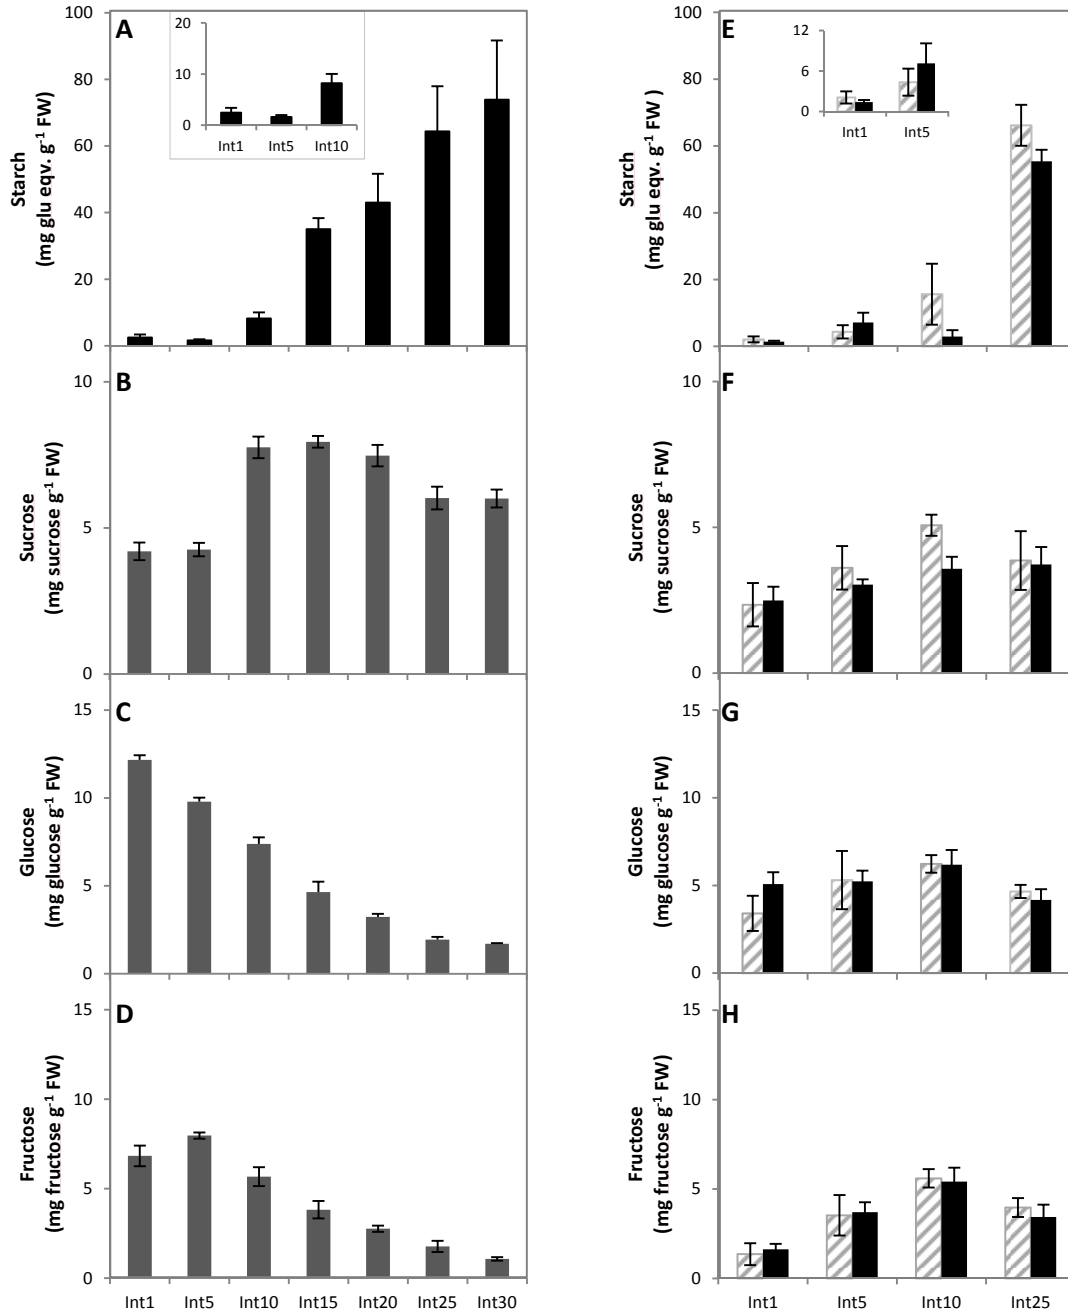 A
Starch
(mg glu eqv. g-1 FW)
100
80
60
40
20
0
20
10
0
Int1 Int5 Int10
E
Starch
(mg glu eqv. g-1 FW )
100
80
60
40
20
0
12
6
0
Int1 Int5
B
Sucrose
(mg sucrose g-1 FW)
10
5
0
F
Sucrose
(mg sucrose g-1 FW)
10
5
0
C
Glucose
(mg glucose g-1 FW)
15
10
5
0
G
Glucose
(mg glucose g-1 FW)
15
10
5
0
D
Fructose
(mg fructose g-1 FW)
15
10
5
0
Int1 Int5 Int10 Int15 Int20 Int25 Int30
H
Fructose
(mg fructose g-1 FW)
15
10
5
0
Int1 Int5 Int10 Int25